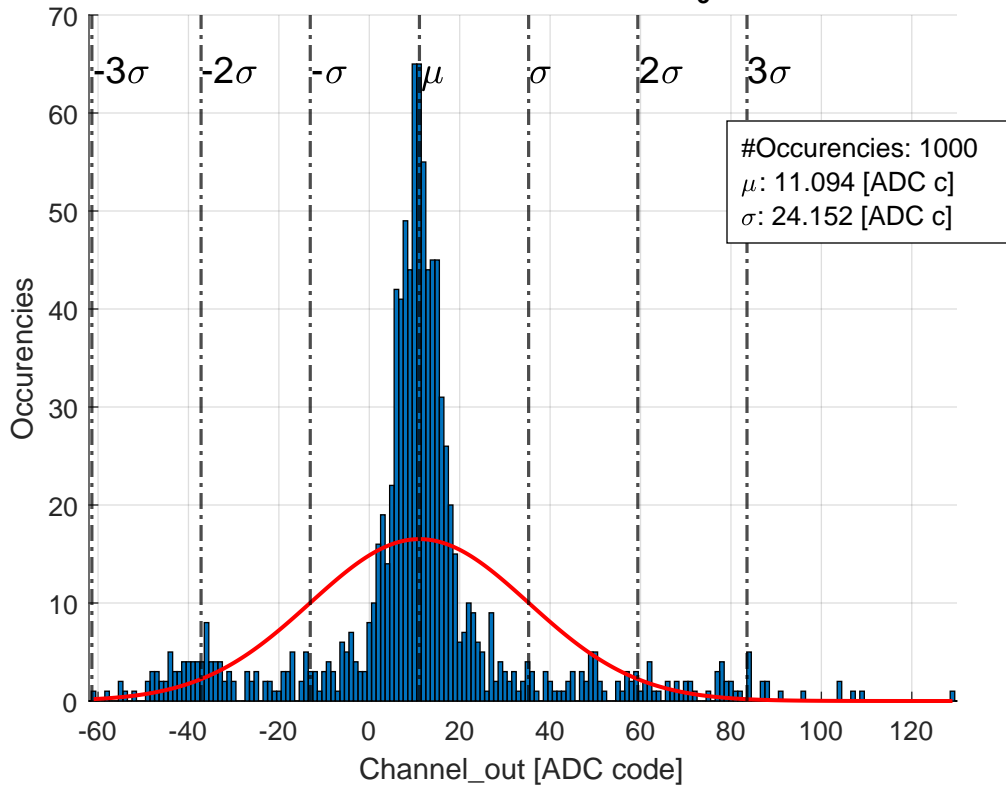 70
60
50
40
30
20
10
0
-3σ -2σ -σ μ σ 2σ 3σ
#Occurencies: 1000
μ: 11.094 [ADC c]
σ: 24.152 [ADC c]
Occurencies
-60 -40 -20 0 20 40 60 80 100 120
Channel_out [ADC code]